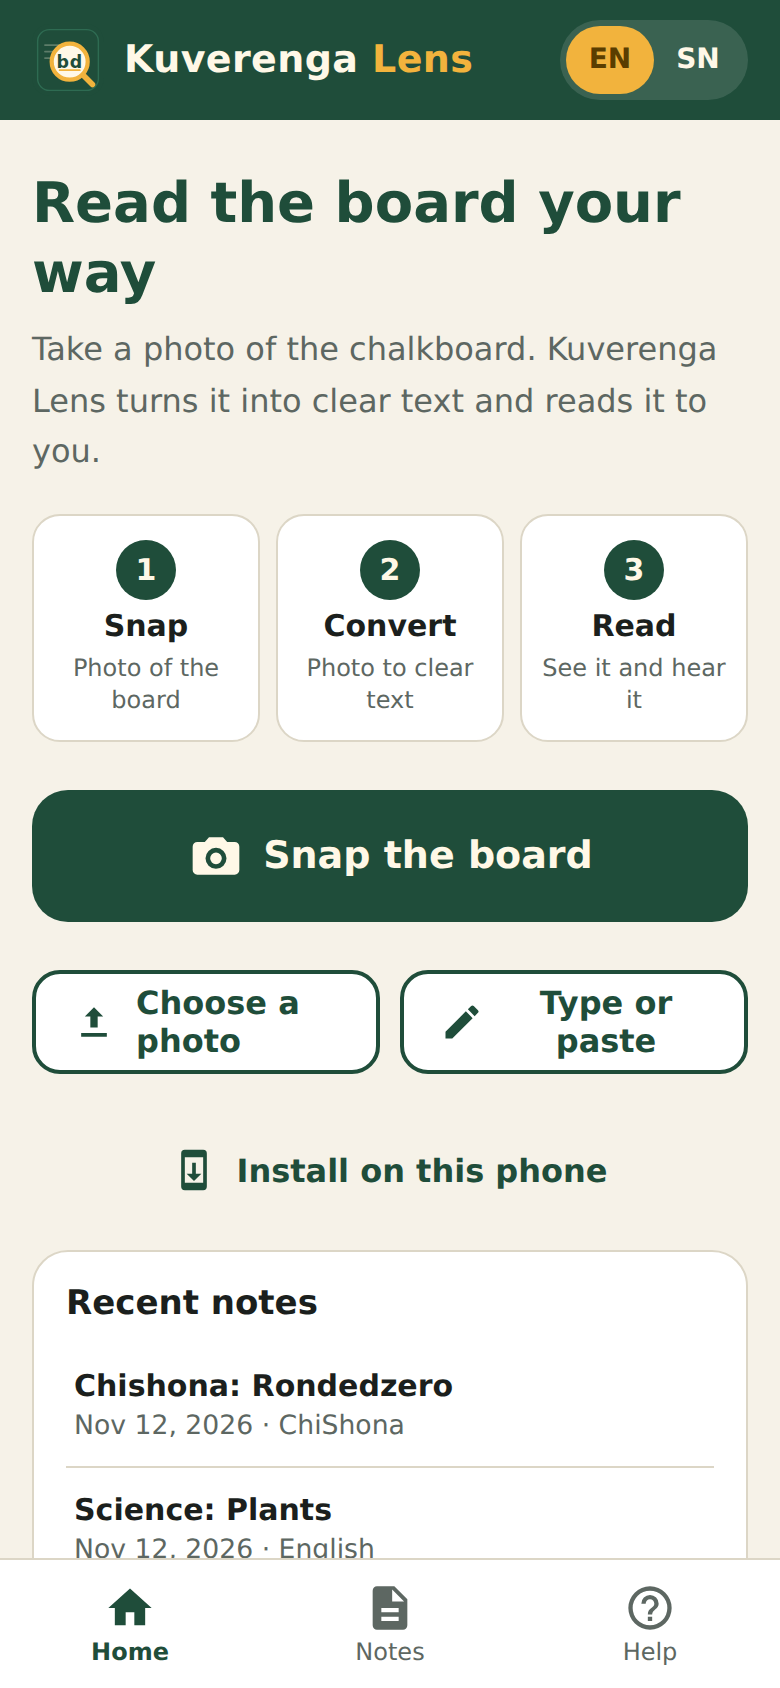 bd
Kuverenga Lens
EN SN
Read the board your
way
Take a photo of the chalkboard. Kuverenga
Lens turns it into clear text and reads it to
you.
1
Snap
Photo of the
board
2
Convert
Photo to clear
text
3
Read
See it and hear
it
Snap the board
Choose a
photo
Type or
paste
Install on this phone
Recent notes
Chishona: Rondedzero
Nov 12, 2026 · ChiShona
Science: Plants
Nov 12, 2026 · English
Home
Notes
Help